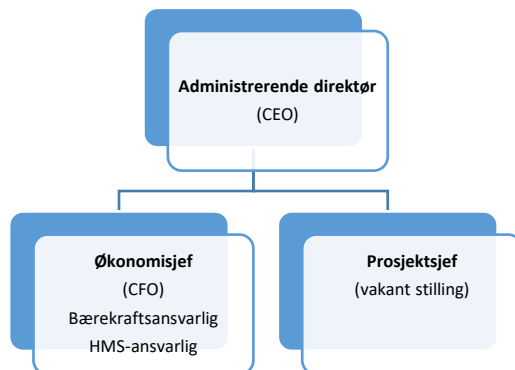 Administrerende direktør
(CEO)
Økonomisjef
(CFO)
Bærekraftsansvarlig
HMS-ansvarlig
Prosjektsjef
(vakant stilling)